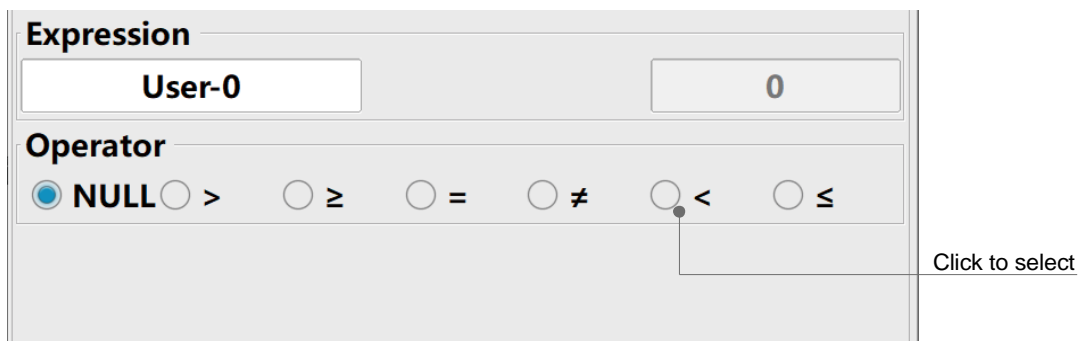 Expression
User-0 0
Operator
NULL > ≥ = ≠ < ≤
Click to select